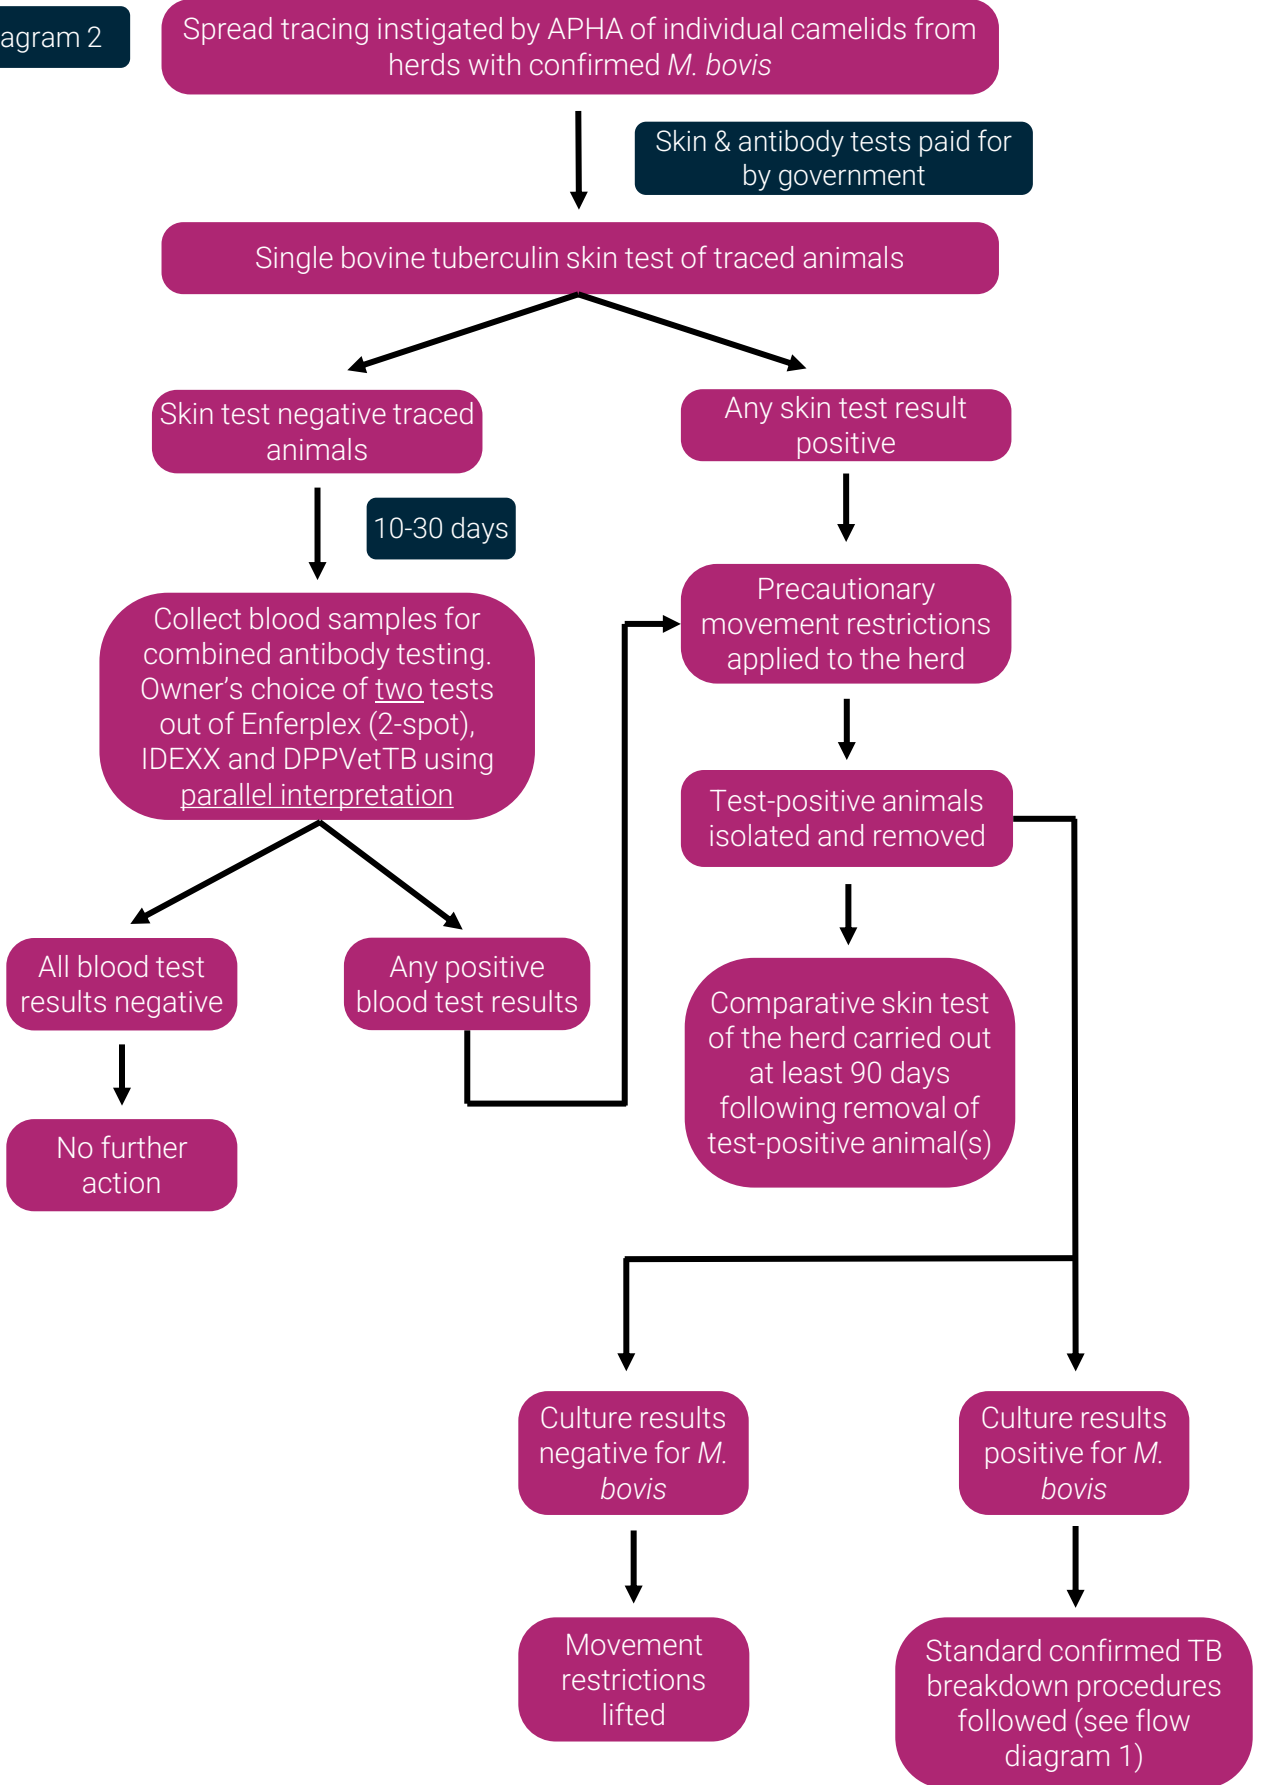 agram 2
Spread tracing instigated by APHA of individual camelids from
herds with confirmed M. bovis
Skin & antibody tests paid for
by government
Single bovine tuberculin skin test of traced animals
Skin test negative traced
animals
Any skin test result
positive
10-30 days
Collect blood samples for
combined antibody testing.
Owner’s choice of two tests
out of Enferplex (2-spot),
IDEXX and DPPVetTB using
parallel interpretation
Precautionary
movement restrictions
applied to the herd
Test-positive animals
isolated and removed
All blood test
results negative
Any positive
blood test results
Comparative skin test
of the herd carried out
at least 90 days
following removal of
test-positive animal(s)
No further
action
Culture results
negative for M.
bovis
Culture results
positive for M.
bovis
Movement
restrictions
lifted
Standard confirmed TB
breakdown procedures
followed (see flow
diagram 1)